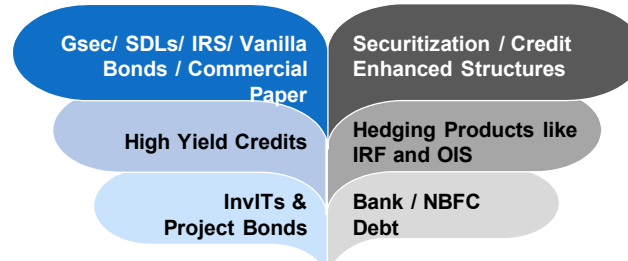 Gsec/ SDLs/ IRS/ Vanilla
Bonds / Commercial
Paper
Securitization / Credit
Enhanced Structures
High Yield Credits
Hedging Products like
IRF and OIS
InvITs &
Project Bonds
Bank / NBFC
Debt